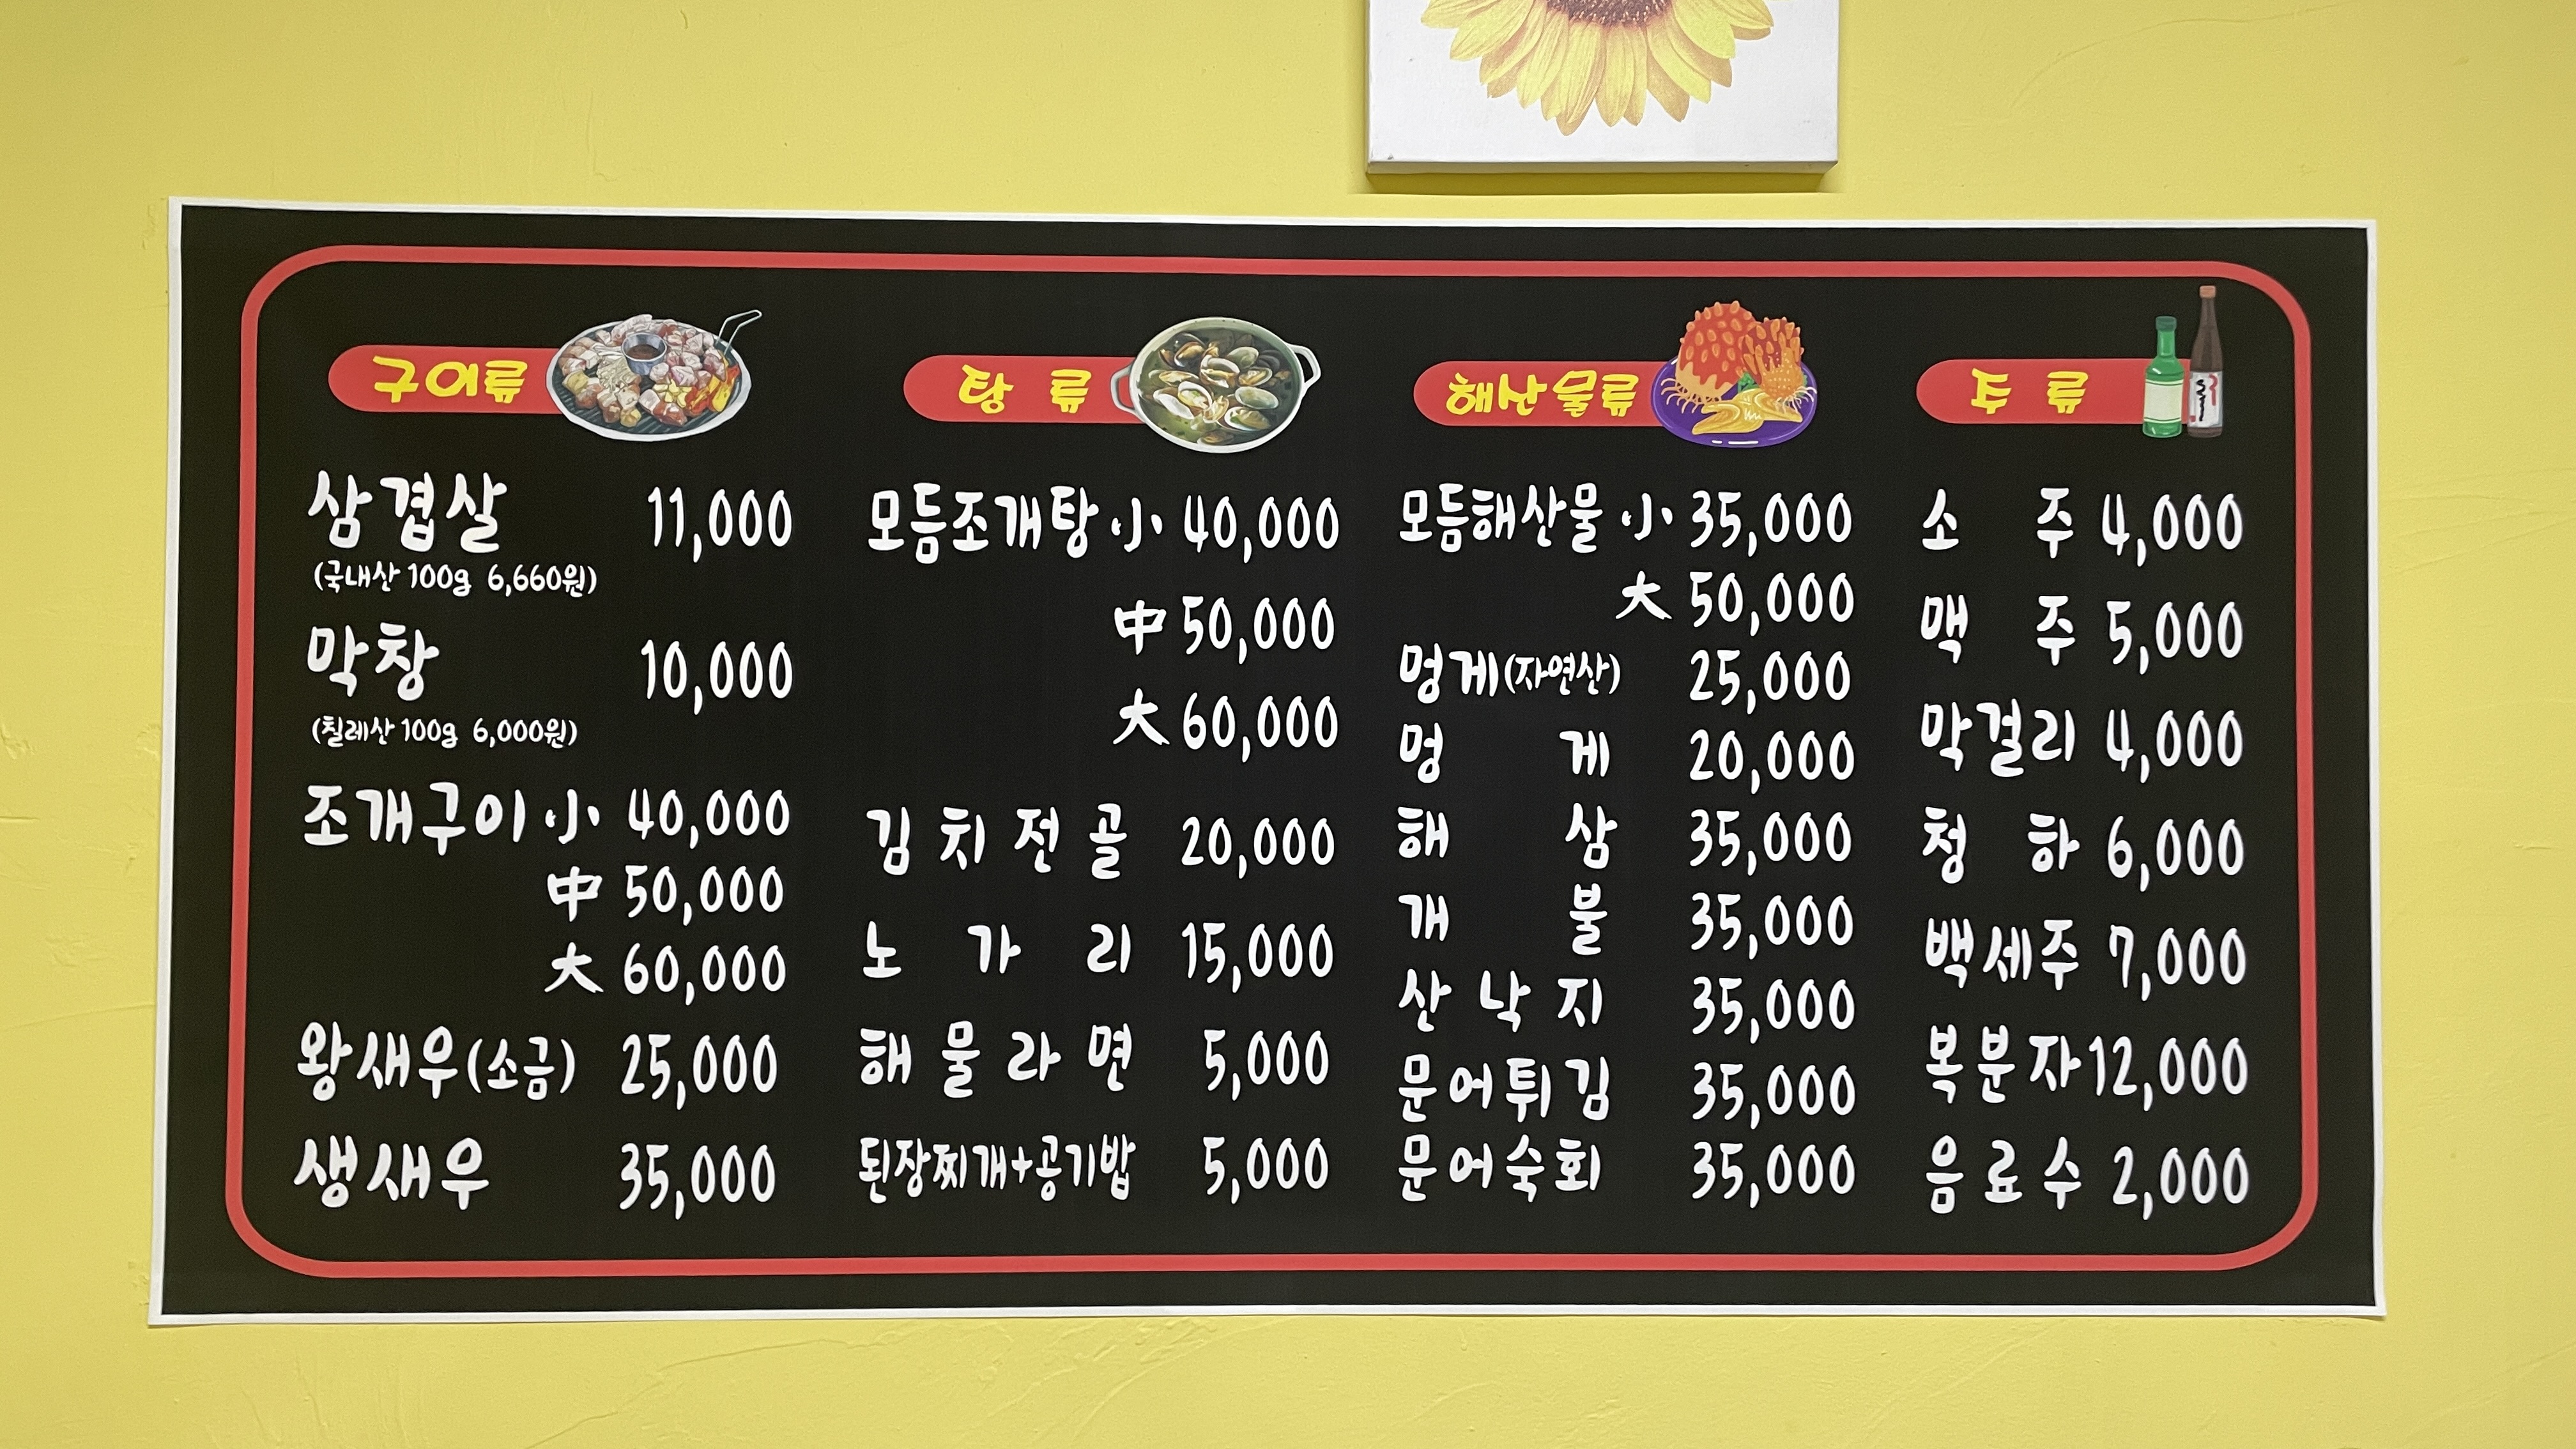 구이류
삼겹살 11,000
(국내산 100g 6,660원)
막창 10,000
(칠레산 100g 6,000원)
조개구이 小 40,000
中 50,000
大 60,000
왕새우(소금) 25,000
생새우 35,000
탕 류
모듬조개탕 小 40,000
中 50,000
大 60,000
김치전골 20,000
노가리 15,000
해물라면 5,000
된장찌개+공기밥 5,000
해산물류
모듬해산물 小 35,000
大 50,000
멍게(자연산) 25,000
멍게 20,000
해삼 35,000
개불 35,000
산낙지 35,000
문어튀김 35,000
문어숙회 35,000
주 류
소주 4,000
맥주 5,000
막걸리 4,000
청하 6,000
백세주 7,000
복분자 12,000
음료수 2,000